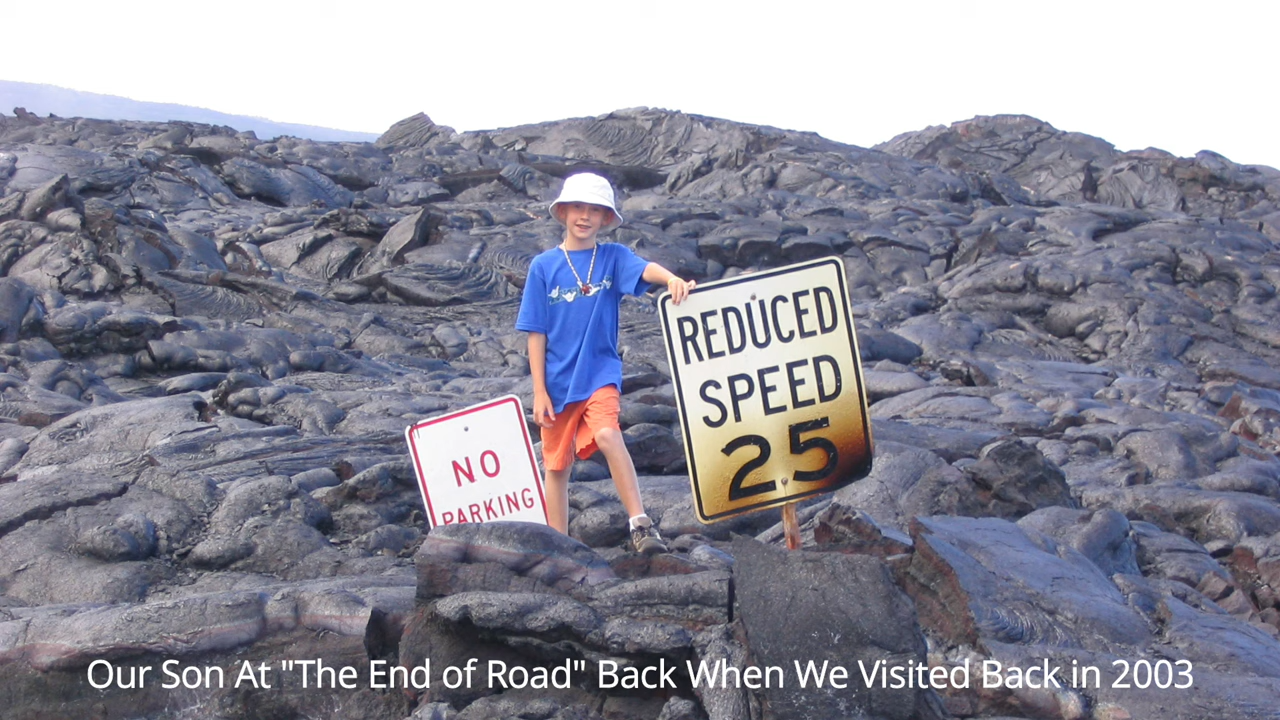 REDUCED
SPEED
25
NO
PARKING
Our Son At "The End of Road" Back When We Visited Back in 2003